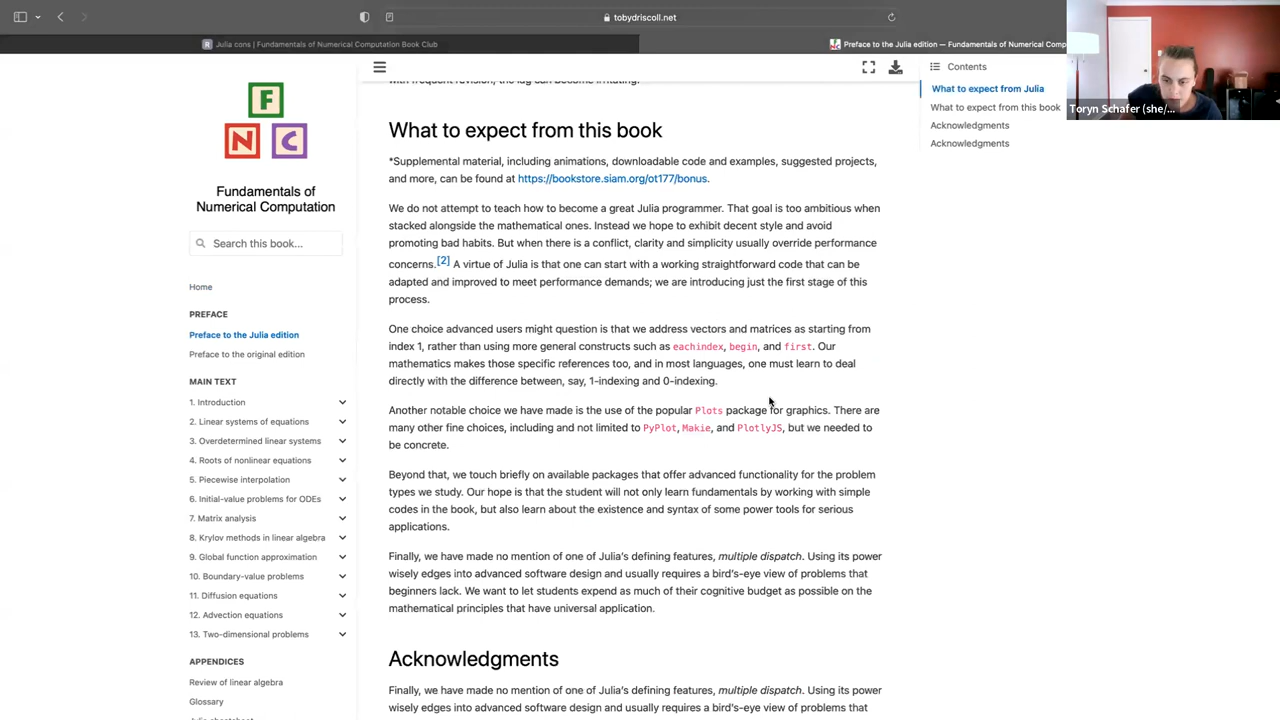 tobydriscoll.net
Julia cons | Fundamentals of Numerical Computation Book Club
Preface to the Julia edition — Fundamentals of Numerical Comp
Toryn Schafer (she/...
F
N C
Fundamentals of
Numerical Computation
Search this book...
Home
PREFACE
Preface to the Julia edition
Preface to the original edition
MAIN TEXT
1. Introduction
2. Linear systems of equations
3. Overdetermined linear systems
4. Roots of nonlinear equations
5. Piecewise interpolation
6. Initial-value problems for ODEs
7. Matrix analysis
8. Krylov methods in linear algebra
9. Global function approximation
10. Boundary-value problems
11. Diffusion equations
12. Advection equations
13. Two-dimensional problems
APPENDICES
Review of linear algebra
Glossary
Julia cheatsheet
with frequent revision, the lag can become irritating.
What to expect from this book
*Supplemental material, including animations, downloadable code and examples, suggested projects,
and more, can be found at https://bookstore.siam.org/ot177/bonus.
We do not attempt to teach how to become a great Julia programmer. That goal is too ambitious when
stacked alongside the mathematical ones. Instead we hope to exhibit decent style and avoid
promoting bad habits. But when there is a conflict, clarity and simplicity usually override performance
concerns.[2] A virtue of Julia is that one can start with a working straightforward code that can be
adapted and improved to meet performance demands; we are introducing just the first stage of this
process.
One choice advanced users might question is that we address vectors and matrices as starting from
index 1, rather than using more general constructs such as eachindex, begin, and first. Our
mathematics makes those specific references too, and in most languages, one must learn to deal
directly with the difference between, say, 1-indexing and 0-indexing.
Another notable choice we have made is the use of the popular Plots package for graphics. There are
many other fine choices, including and not limited to PyPlot, Makie, and PlotlyJS, but we needed to
be concrete.
Beyond that, we touch briefly on available packages that offer advanced functionality for the problem
types we study. Our hope is that the student will not only learn fundamentals by working with simple
codes in the book, but also learn about the existence and syntax of some power tools for serious
applications.
Finally, we have made no mention of one of Julia's defining features, multiple dispatch. Using its power
wisely edges into advanced software design and usually requires a bird's-eye view of problems that
beginners lack. We want to let students expend as much of their cognitive budget as possible on the
mathematical principles that have universal application.
Acknowledgments
Finally, we have made no mention of one of Julia's defining features, multiple dispatch. Using its power
wisely edges into advanced software design and usually requires a bird's-eye view of problems that
Contents
What to expect from Julia
What to expect from this book
Acknowledgments
Acknowledgments